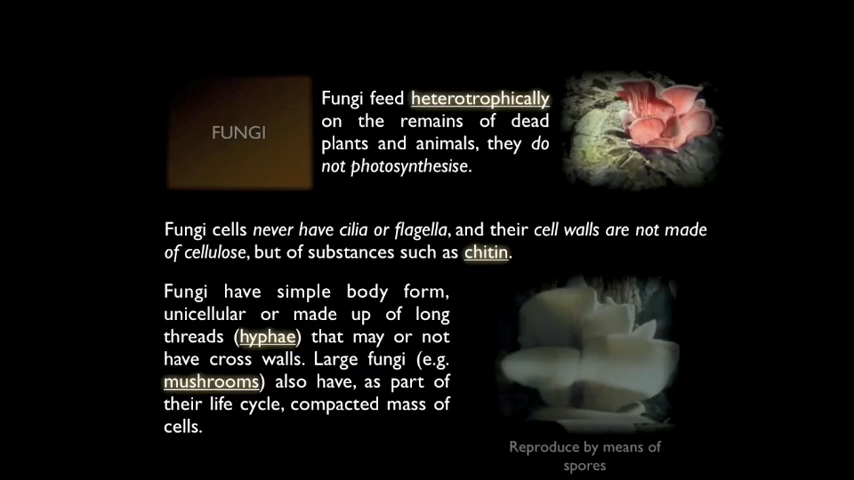 FUNGI
Fungi feed heterotrophically
on the remains of dead
plants and animals, they do
not photosynthesise.
Fungi cells never have cilia or flagella, and their cell walls are not made
of cellulose, but of substances such as chitin.
Fungi have simple body form,
unicellular or made up of long
threads (hyphae) that may or not
have cross walls. Large fungi (e.g.
mushrooms) also have, as part of
their life cycle, compacted mass of
cells.
Reproduce by means of
spores